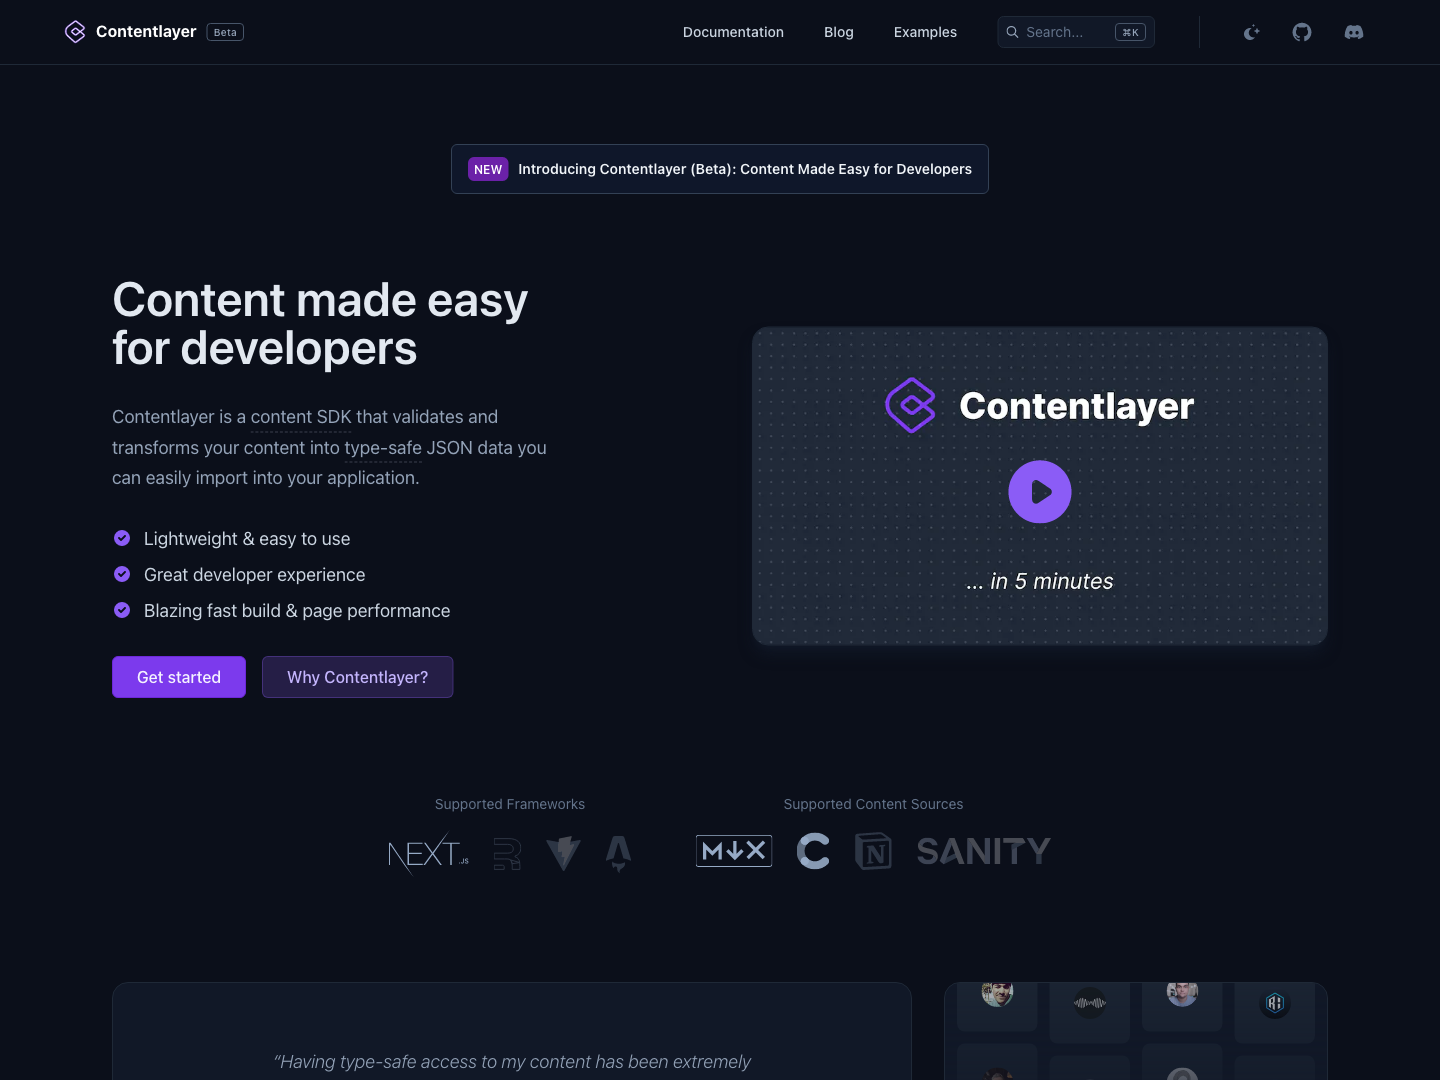 Contentlayer Beta
Documentation Blog Examples Search... ⌘K
NEW Introducing Contentlayer (Beta): Content Made Easy for Developers
Content made easy
for developers
Contentlayer is a content SDK that validates and
transforms your content into type-safe JSON data you
can easily import into your application.
Lightweight & easy to use
Great developer experience
Blazing fast build & page performance
Get started Why Contentlayer?
Contentlayer
... in 5 minutes
Supported Frameworks Supported Content Sources
NEXT.JS R M↓X C N SANITY
“Having type-safe access to my content has been extremely